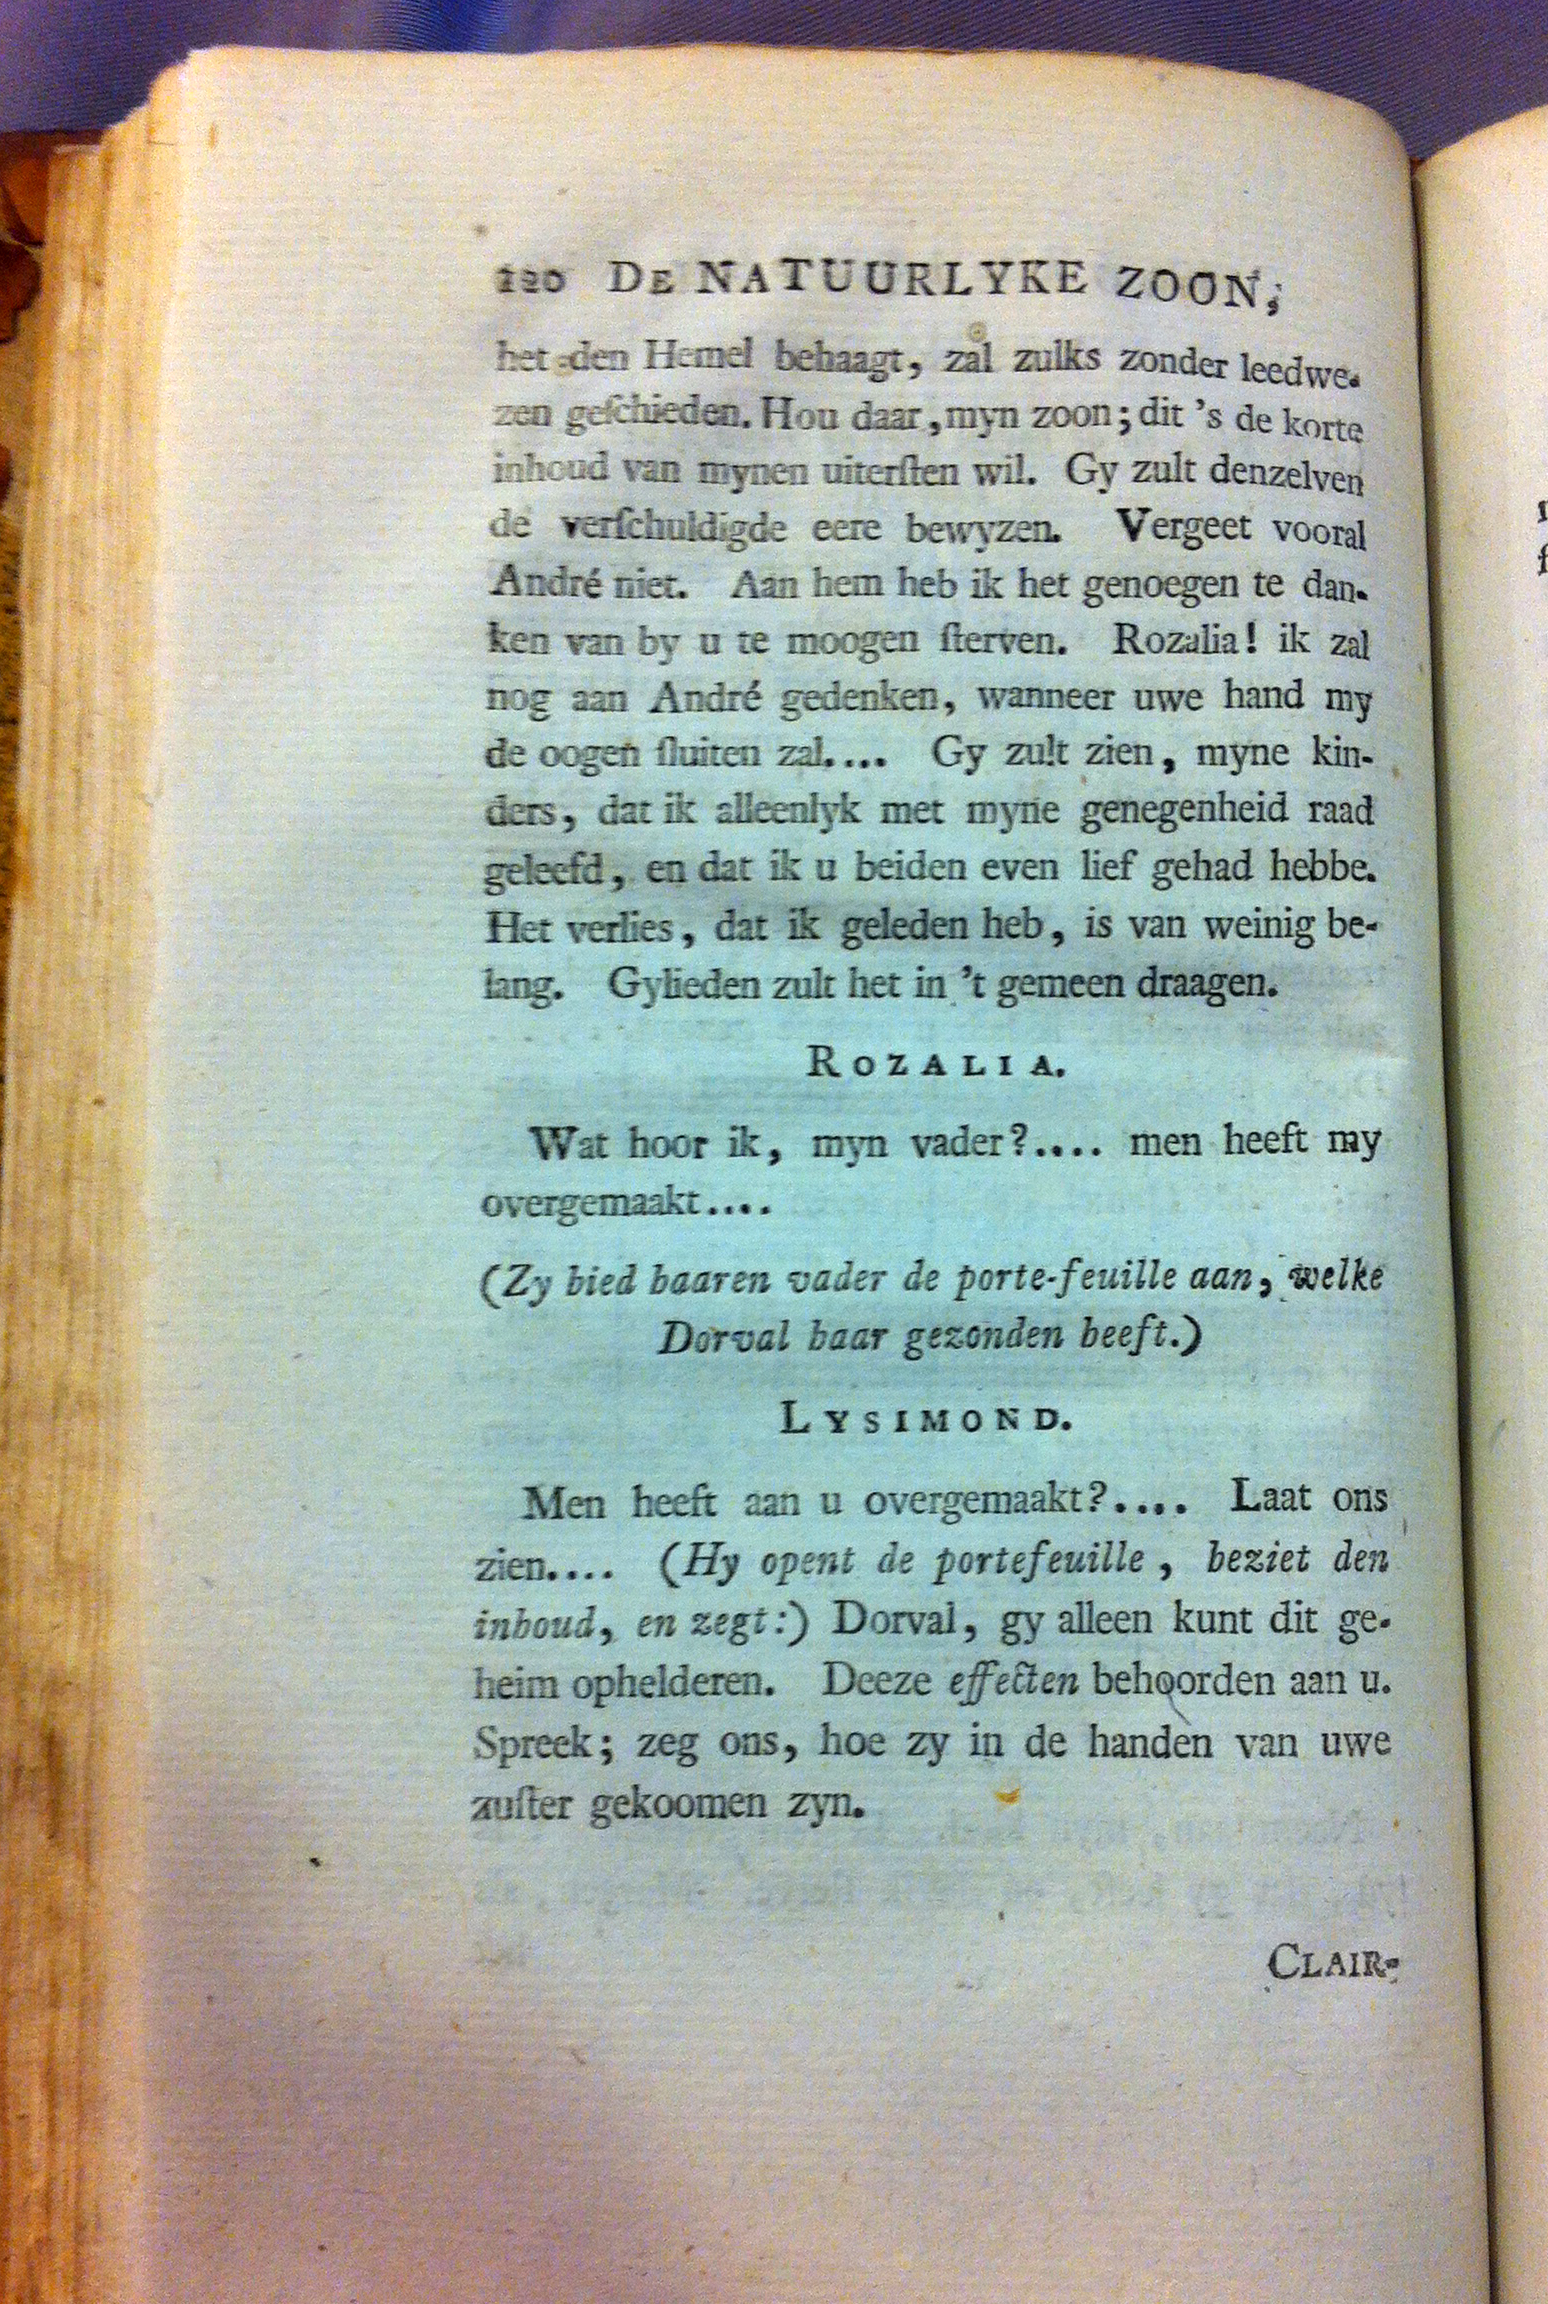 120 DE NATUURLYKE ZOON,
het den Hemel behaagt, zal zulks zonder leedwe-
zen geſchieden. Hou daar, myn zoon; dit 's de korte
inhoud van mynen uiterſten wil. Gy zult denzelven
de verſchuldigde eere bewyzen. Vergeet vooral
André niet. Aan hem heb ik het genoegen te dan-
ken van by u te moogen ſterven. Rozalia! ik zal
nog aan André gedenken, wanneer uwe hand my
de oogen ſluiten zal.... Gy zult zien, myne kin-
ders, dat ik alleenlyk met myne genegenheid raad
geleefd, en dat ik u beiden even lief gehad hebbe.
Het verlies, dat ik geleden heb, is van weinig be-
lang. Gylieden zult het in 't gemeen draagen.
ROZALIA.
Wat hoor ik, myn vader?.... men heeft my
overgemaakt....
(Zy bied haaren vader de porte-feuille aan, welke
Dorval haar gezonden heeft.)
LYSIMOND.
Men heeft aan u overgemaakt?.... Laat ons
zien.... (Hy opent de portefeuille, beziet den
inhoud, en zegt:) Dorval, gy alleen kunt dit ge-
heim ophelderen. Deeze effecten behoorden aan u.
Spreek; zeg ons, hoe zy in de handen van uwe
zuſter gekoomen zyn.
CLAIR-